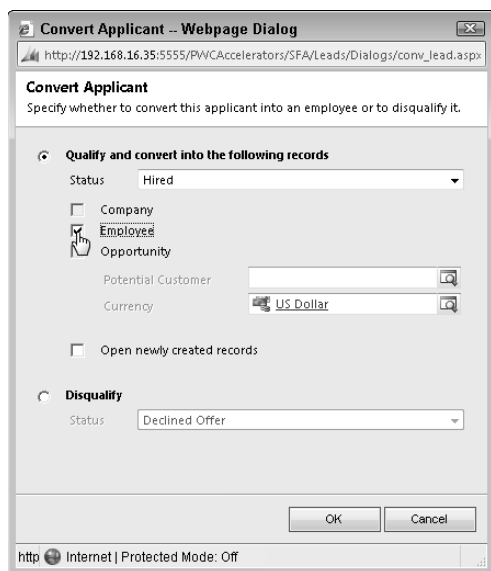 Convert Applicant -- Webpage Dialog
http://192.168.16.35:5555/PWCAccelerators/SFA/Leads/Dialogs/conv_lead.aspx
Convert Applicant
Specify whether to convert this applicant into an employee or to disqualify it.
Qualify and convert into the following records
Status Hired
Company
Employee
Opportunity
Potential Customer
Currency US Dollar
Open newly created records
Disqualify
Status Declined Offer
OK Cancel
http Internet | Protected Mode: Off